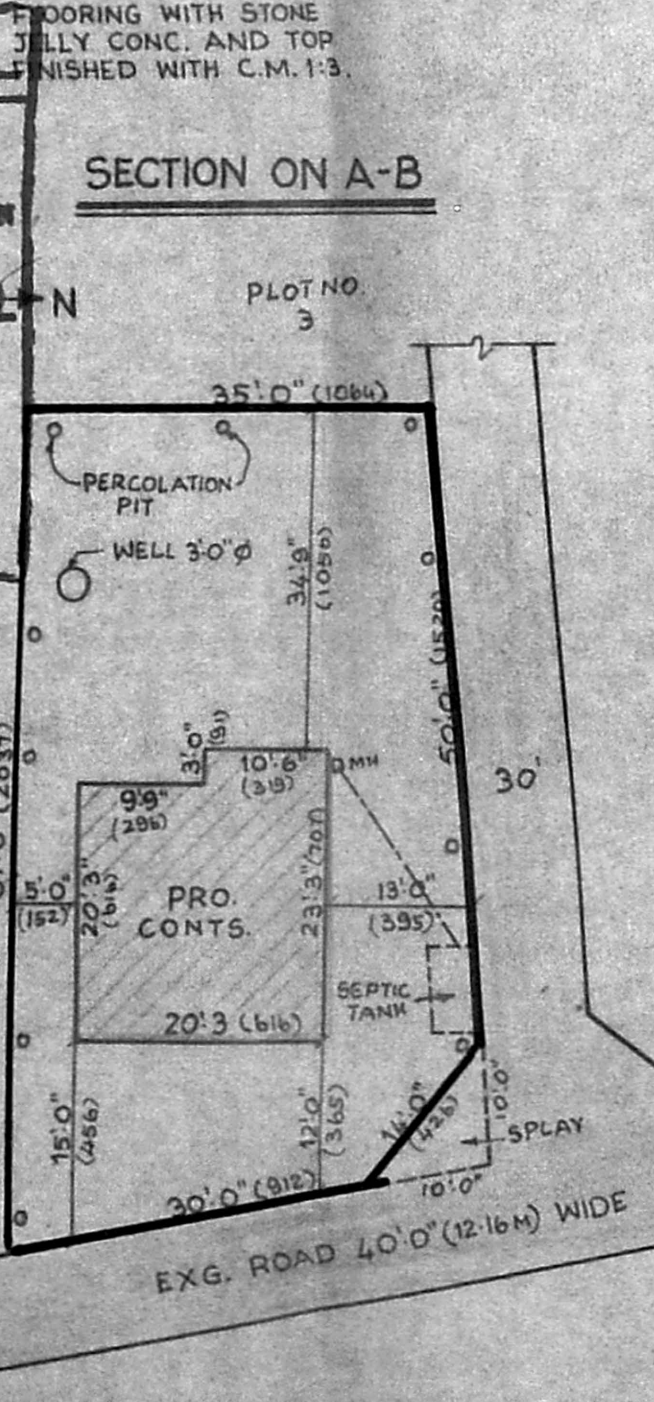 FLOORING WITH STONE
JELLY CONC. AND TOP
FINISHED WITH C.M. 1:3.
SECTION ON A-B
N
PLOT NO.
3
35'-0" (1064)
PERCOLATION
PIT
WELL 3'-0"Ø
34'-9"
(1056)
50'-0" (1520)
3'-0"
(91)
10'-6"
(319)
MH
30'
9'-9"
(296)
5'-0"
(152)
20'-3"
(616)
PRO.
CONTS.
23'-3" (707)
13'-0"
(395)
SEPTIC
TANK
20'-3 (616)
15'-0"
(456)
12'-0"
(365)
14'-0"
(426)
10'-0"
SPLAY
10'-0"
30'-0" (912)
EXG. ROAD 40'-0" (12.16M) WIDE